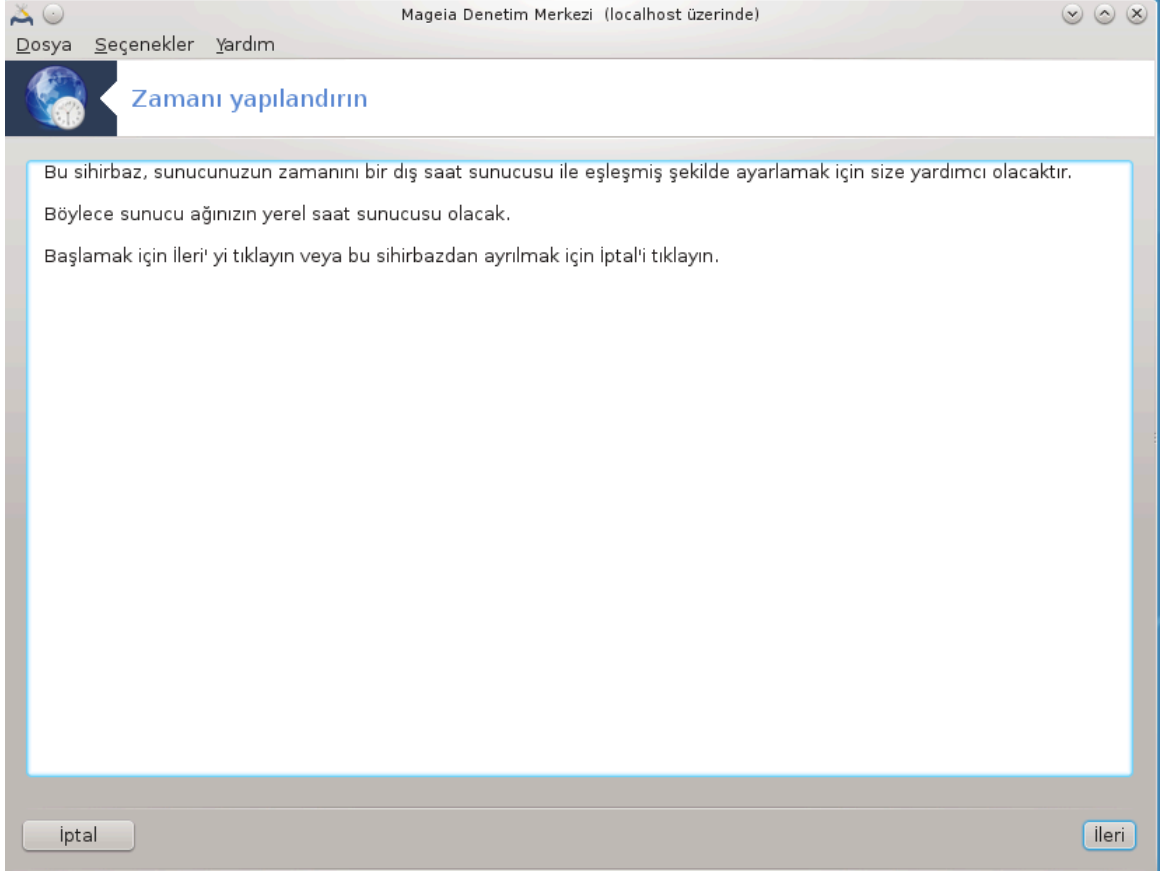 Mageia Denetim Merkezi (localhost üzerinde)
Dosya Seçenekler Yardım
Zamanı yapılandırın
Bu sihirbaz, sunucunuzun zamanını bir dış saat sunucusu ile eşleşmiş şekilde ayarlamak için size yardımcı olacaktır.
Böylece sunucu ağınızın yerel saat sunucusu olacak.
Başlamak için İleri' yi tıklayın veya bu sihirbazdan ayrılmak için İptal'i tıklayın.
İptal İleri